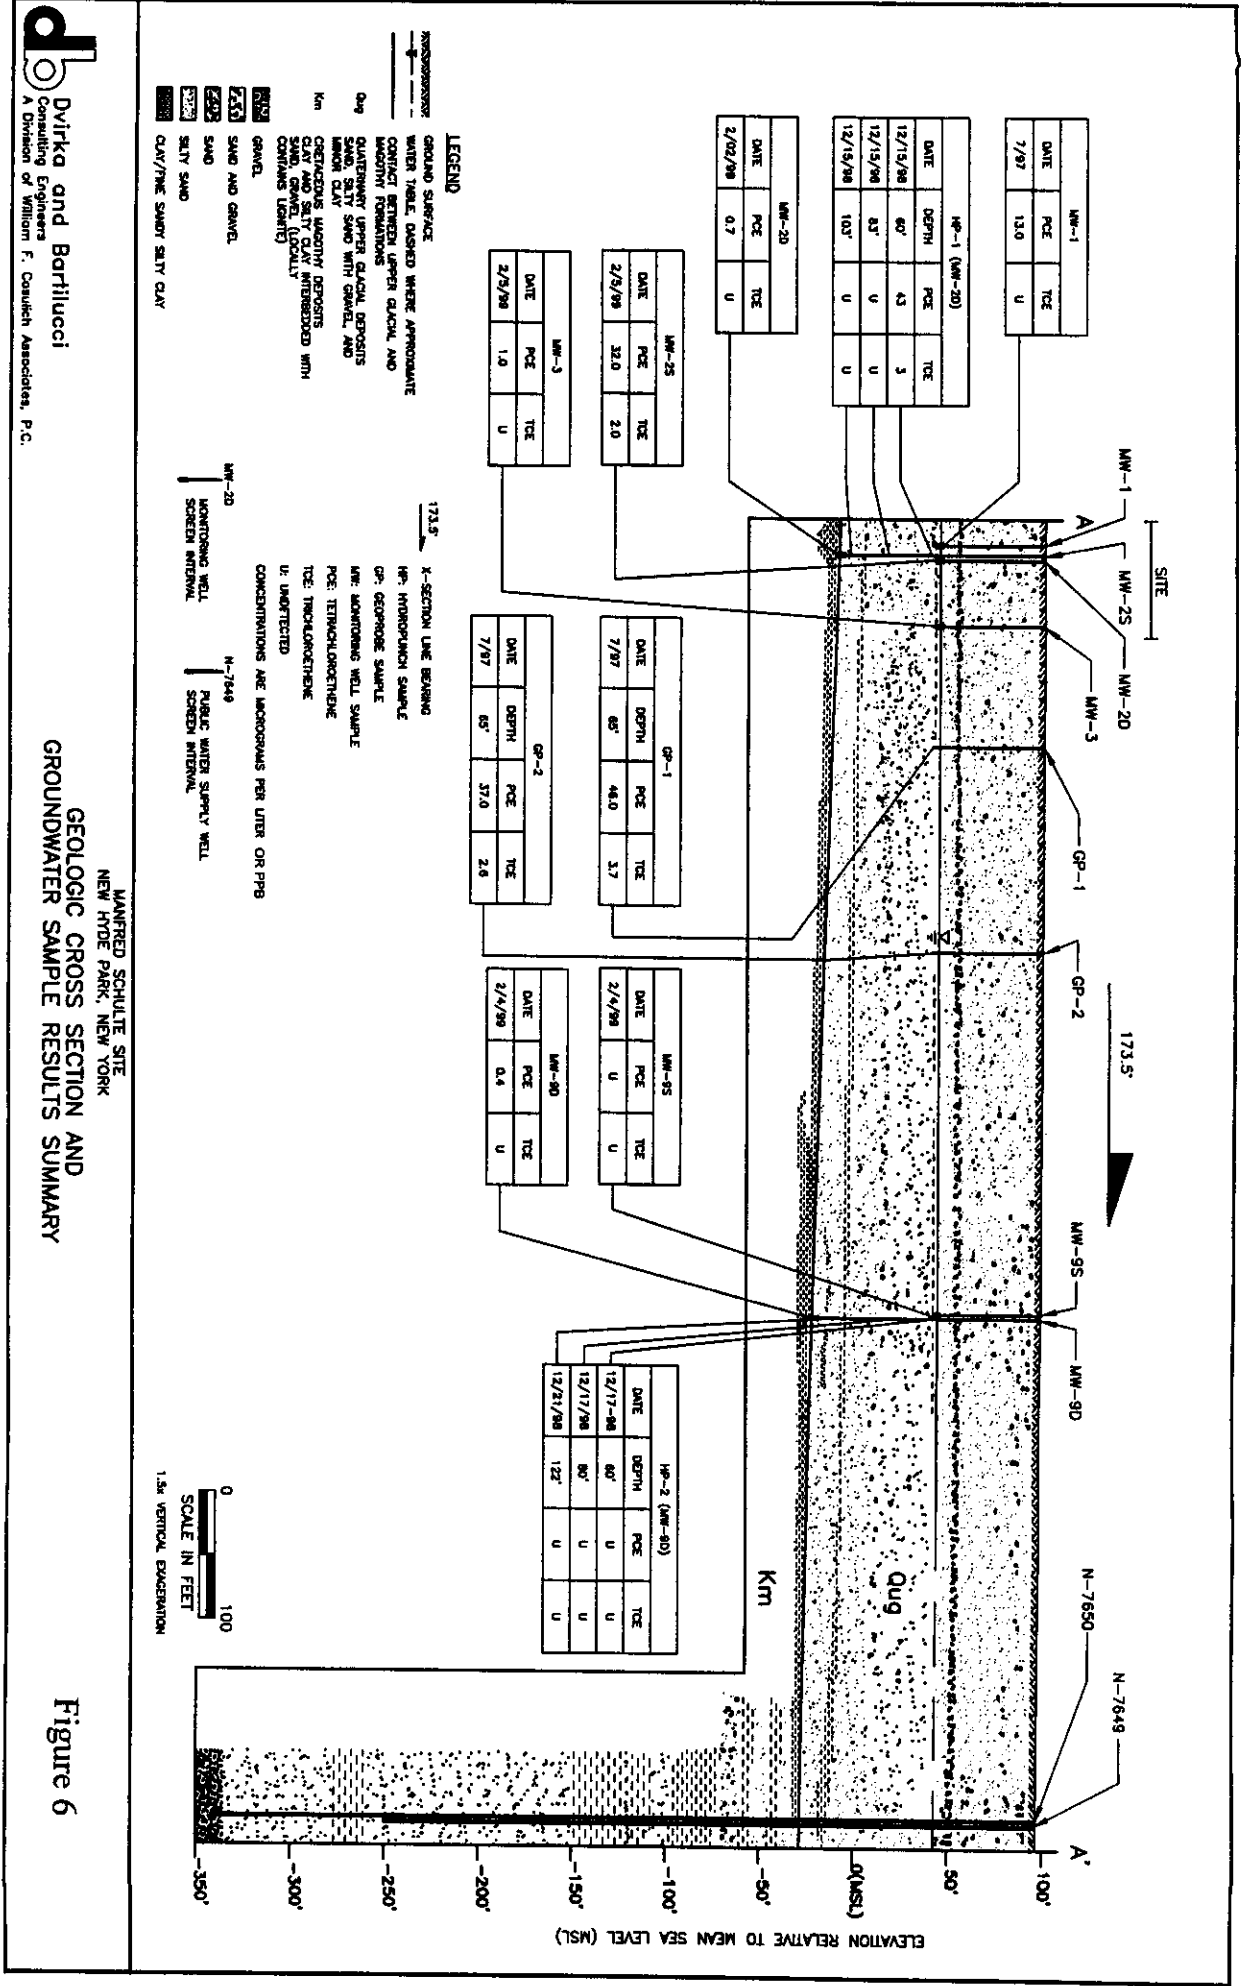 A
A'
SITE
MW-1
MW-2S
MW-2D
MW-3
GP-1
GP-2
173.5°
MW-9S
MW-9D
N-7650
N-7649
100'
50'
0(MSL)
-50'
-100'
-150'
-200'
-250'
-300'
-350'
ELEVATION RELATIVE TO MEAN SEA LEVEL (MSL)
Qug
Km
MW-1
DATE PCE TCE
7/97 13.0 U
HP-1 (MW-2D)
DATE DEPTH PCE TCE
12/15/98 60' 43 3
12/15/98 83' U U
12/15/98 103' U U
MW-2D
DATE PCE TCE
2/02/99 0.7 U
MW-2S
DATE PCE TCE
2/5/99 32.0 2.0
MW-3
DATE PCE TCE
2/5/99 1.0 U
GP-1
DATE DEPTH PCE TCE
7/97 65' 46.0 3.7
GP-2
DATE DEPTH PCE TCE
7/97 65' 37.0 2.6
MW-9S
DATE PCE TCE
2/4/99 U U
MW-9D
DATE PCE TCE
2/4/99 0.4 U
HP-2 (MW-9D)
DATE DEPTH PCE TCE
12/17-98 60' U U
12/17/98 80' U U
12/21/98 122' U U
LEGEND
GROUND SURFACE
WATER TABLE, DASHED WHERE APPROXIMATE
CONTACT BETWEEN UPPER GLACIAL AND
MAGOTHY FORMATIONS
Qug QUATERNARY UPPER GLACIAL DEPOSITS
SAND, SILTY SAND WITH GRAVEL, AND
MINOR CLAY
Km CRETACEOUS MAGOTHY DEPOSITS
CLAY AND SILTY CLAY INTERBEDDED WITH
SAND, GRAVEL (LOCALLY
CONTAINS LIGNITE)
GRAVEL
SAND AND GRAVEL
SAND
SILTY SAND
CLAY/FINE SANDY SILTY CLAY
173.5° X-SECTION LINE BEARING
HP: HYDROPUNCH SAMPLE
GP: GEOPROBE SAMPLE
MW: MONITORING WELL SAMPLE
PCE: TETRACHLOROETHENE
TCE: TRICHLOROETHENE
U: UNDETECTED
CONCENTRATIONS ARE MICROGRAMS PER LITER OR PPB
MW-2D
MONITORING WELL
SCREEN INTERVAL
N-7649
PUBLIC WATER SUPPLY WELL
SCREEN INTERVAL
0 100
SCALE IN FEET
1.5x VERTICAL EXAGERATION
db
Dvirka and Bartilucci
Consulting Engineers
A Division of William F. Cosulich Associates, P.C.
MANFRED SCHULTE SITE
NEW HYDE PARK, NEW YORK
GEOLOGIC CROSS SECTION AND
GROUNDWATER SAMPLE RESULTS SUMMARY
Figure 6